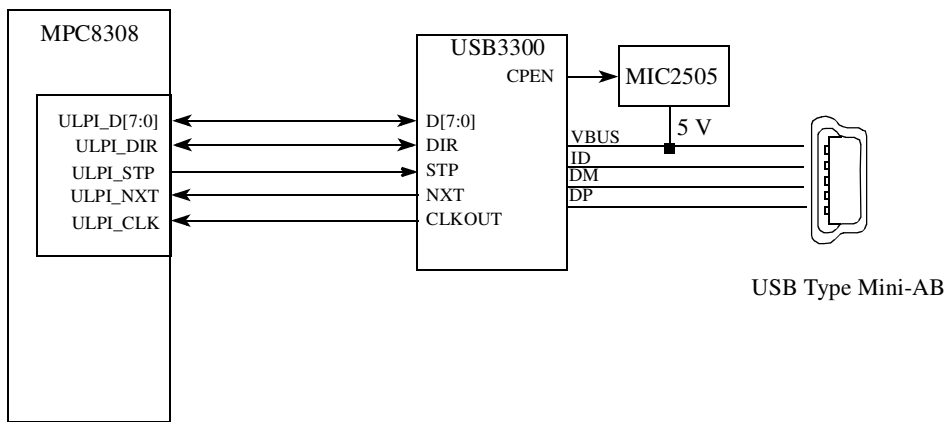 MPC8308
USB3300
CPEN
MIC2505
ULPI_D[7:0]
D[7:0]
5 V
VBUS
ULPI_DIR
DIR
ID
ULPI_STP
STP
DM
ULPI_NXT
NXT
DP
ULPI_CLK
CLKOUT
USB Type Mini-AB